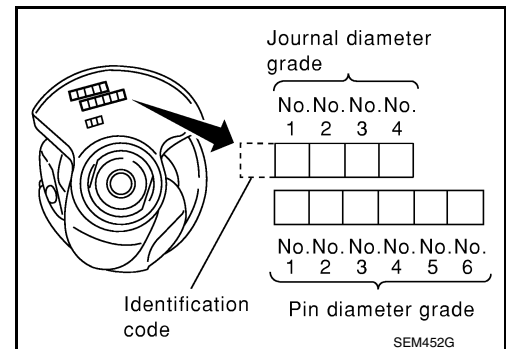 Journal diameter
grade
No. No. No. No.
1 2 3 4
No. No. No. No. No. No.
1 2 3 4 5 6
Identification
code
Pin diameter grade
SEM452G